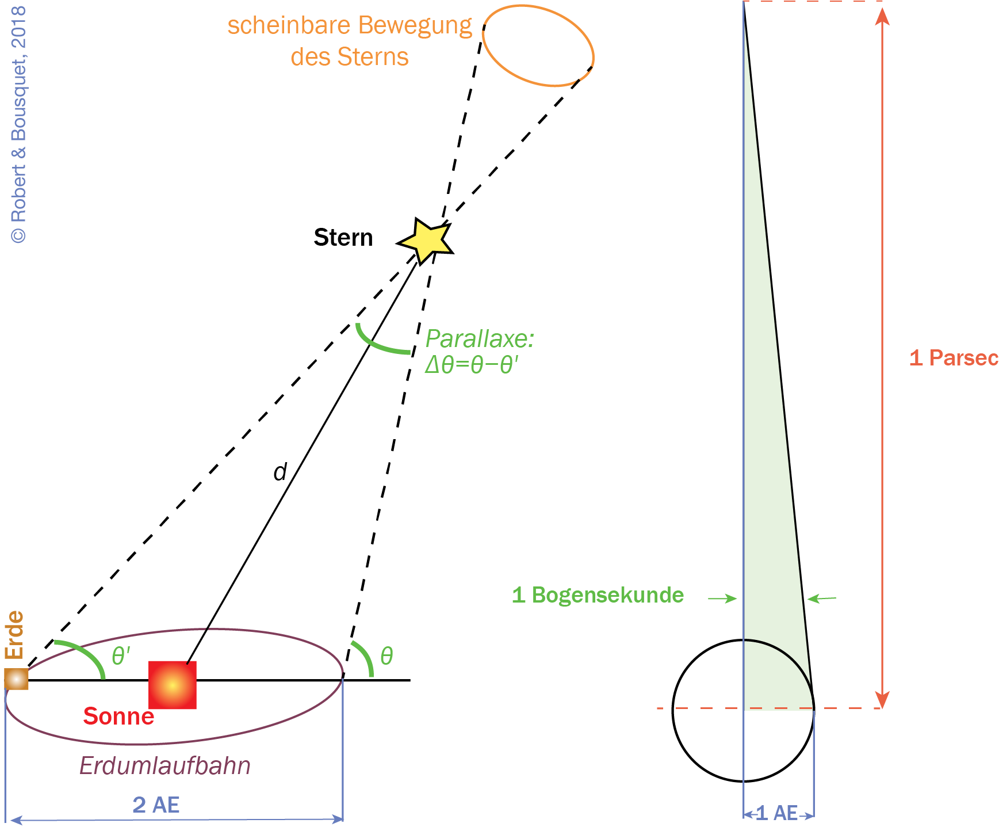 © Robert & Bousquet, 2018
scheinbare Bewegung
des Sterns
Stern
Parallaxe:
Δθ=θ−θ'
1 Parsec
d
1 Bogensekunde
Erde
θ'
θ
Sonne
Erdumlaufbahn
2 AE
1 AE